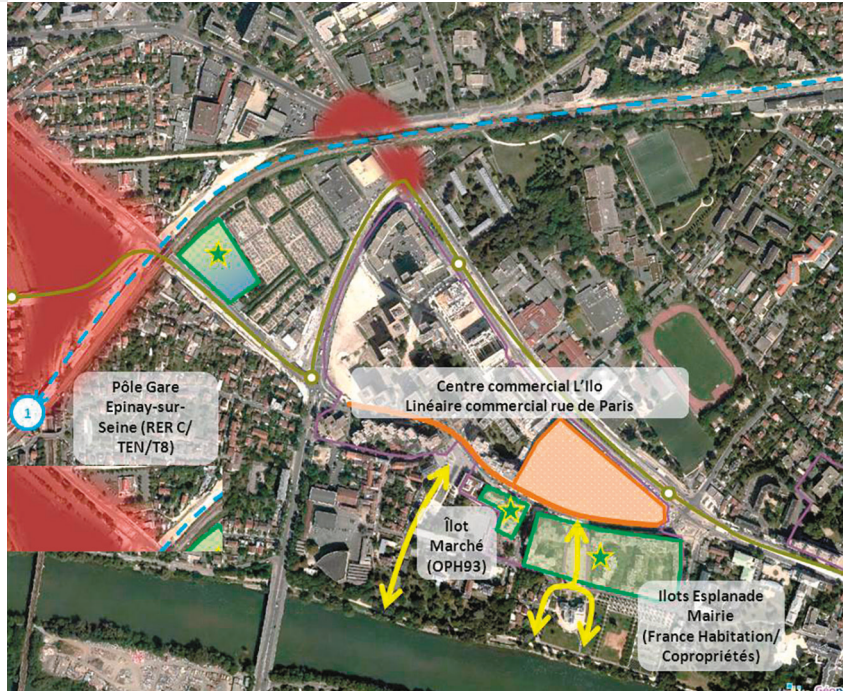 Centre commercial L'Ilo
Linéaire commercial rue de Paris
Pôle Gare
Epinay-sur-
Seine (RER C/
TEN/T8)
1
Îlot
Marché
(OPH93)
Ilots Esplanade
Mairie
(France Habitation/
Copropriétés)